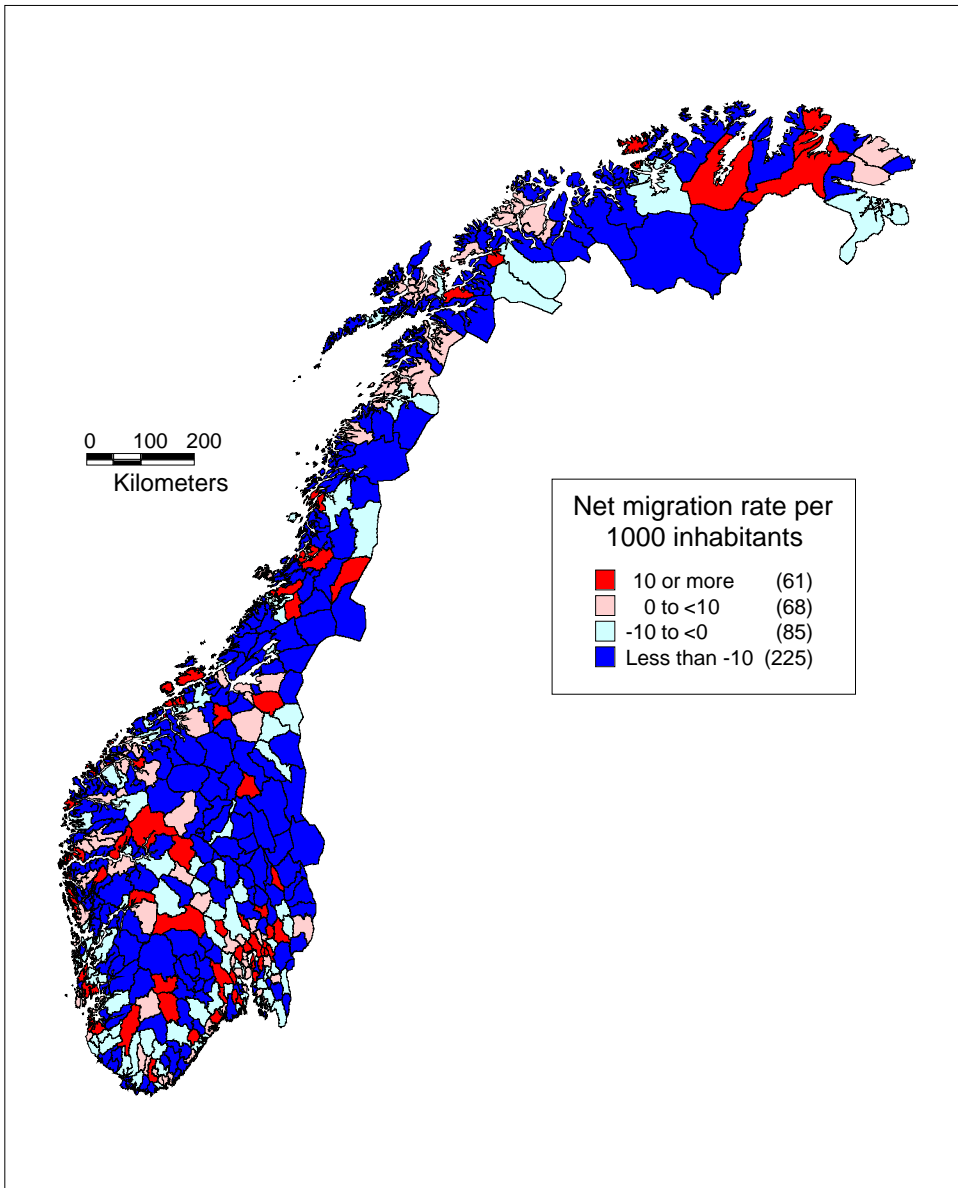 0 100 200
Kilometers
Net migration rate per
1000 inhabitants
10 or more (61)
0 to <10 (68)
-10 to <0 (85)
Less than -10 (225)